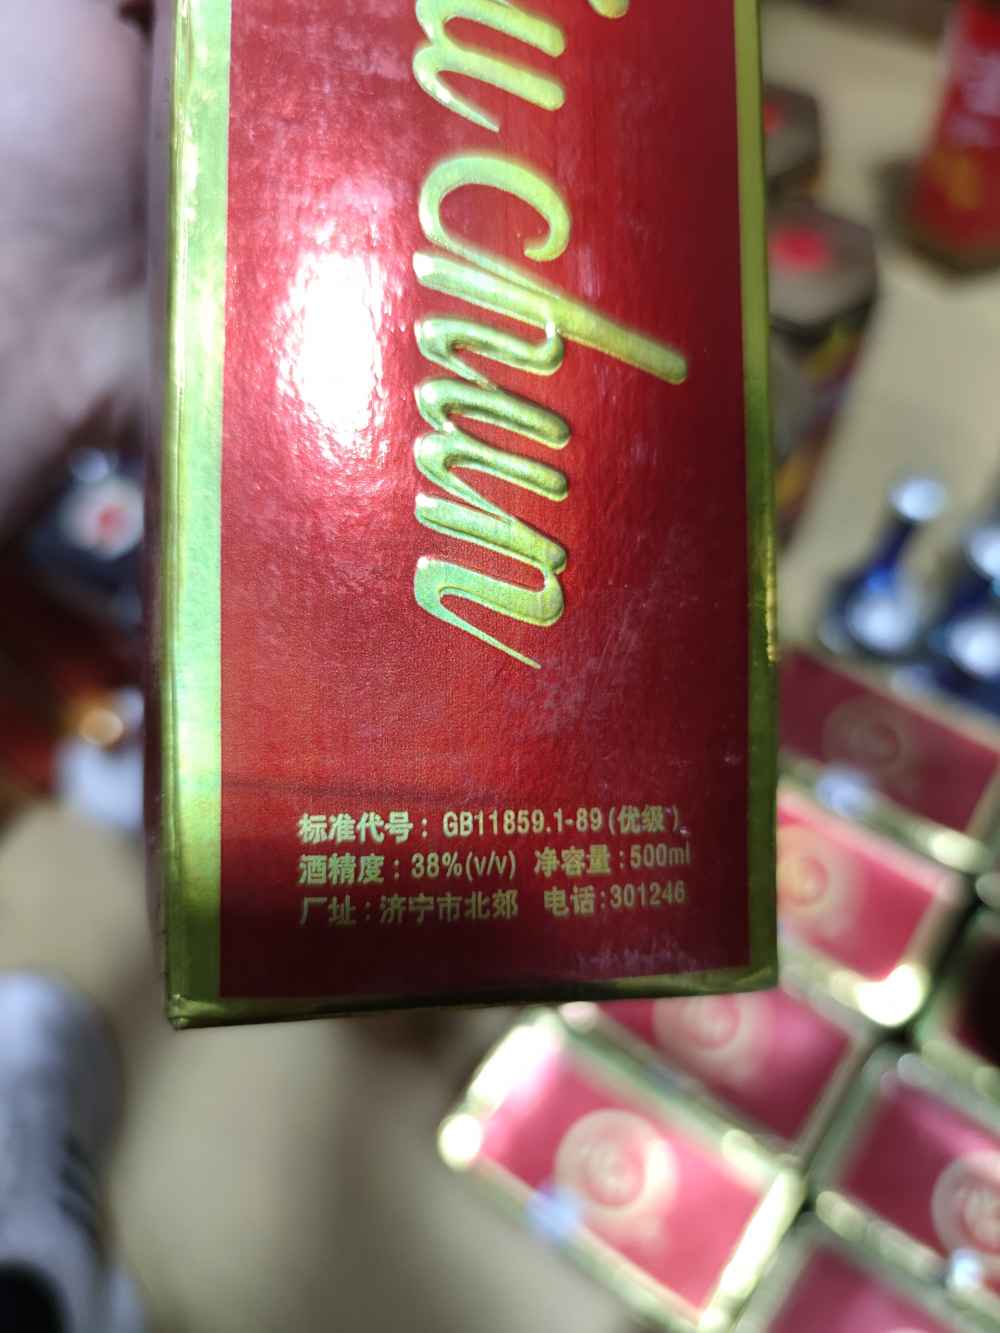 iuchun
标准代号：GB11859.1-89(优级)
酒精度：38%(v/v) 净容量:500ml
厂址:济宁市北郊 电话:301246